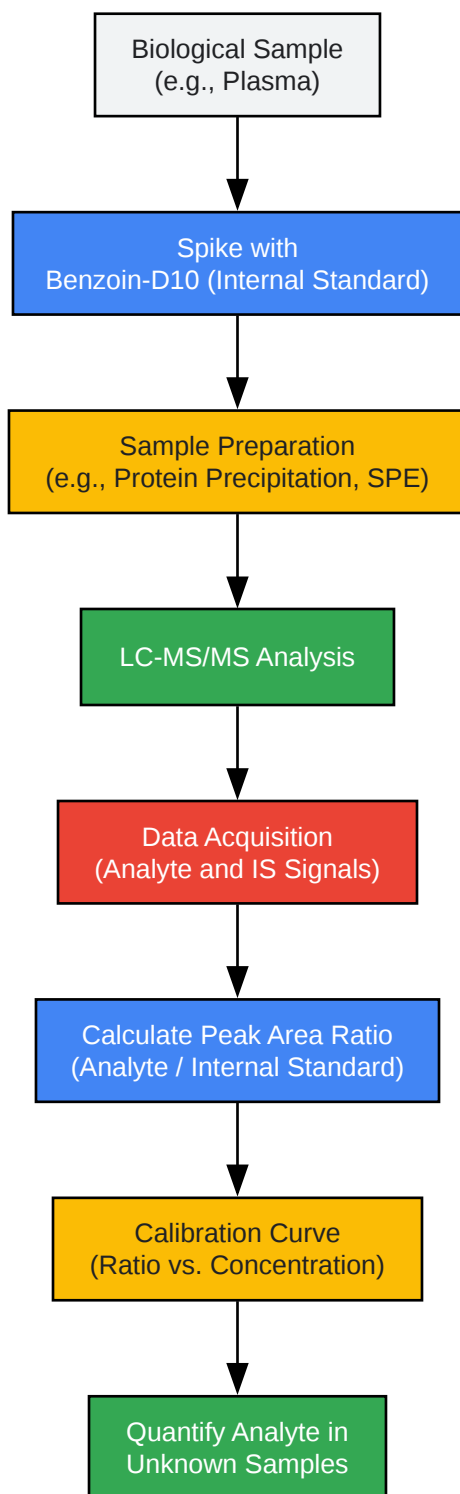 Biological Sample
(e.g., Plasma)
Spike with
Benzoin-D10 (Internal Standard)
Sample Preparation
(e.g., Protein Precipitation, SPE)
LC-MS/MS Analysis
Data Acquisition
(Analyte and IS Signals)
Calculate Peak Area Ratio
(Analyte / Internal Standard)
Calibration Curve
(Ratio vs. Concentration)
Quantify Analyte in
Unknown Samples